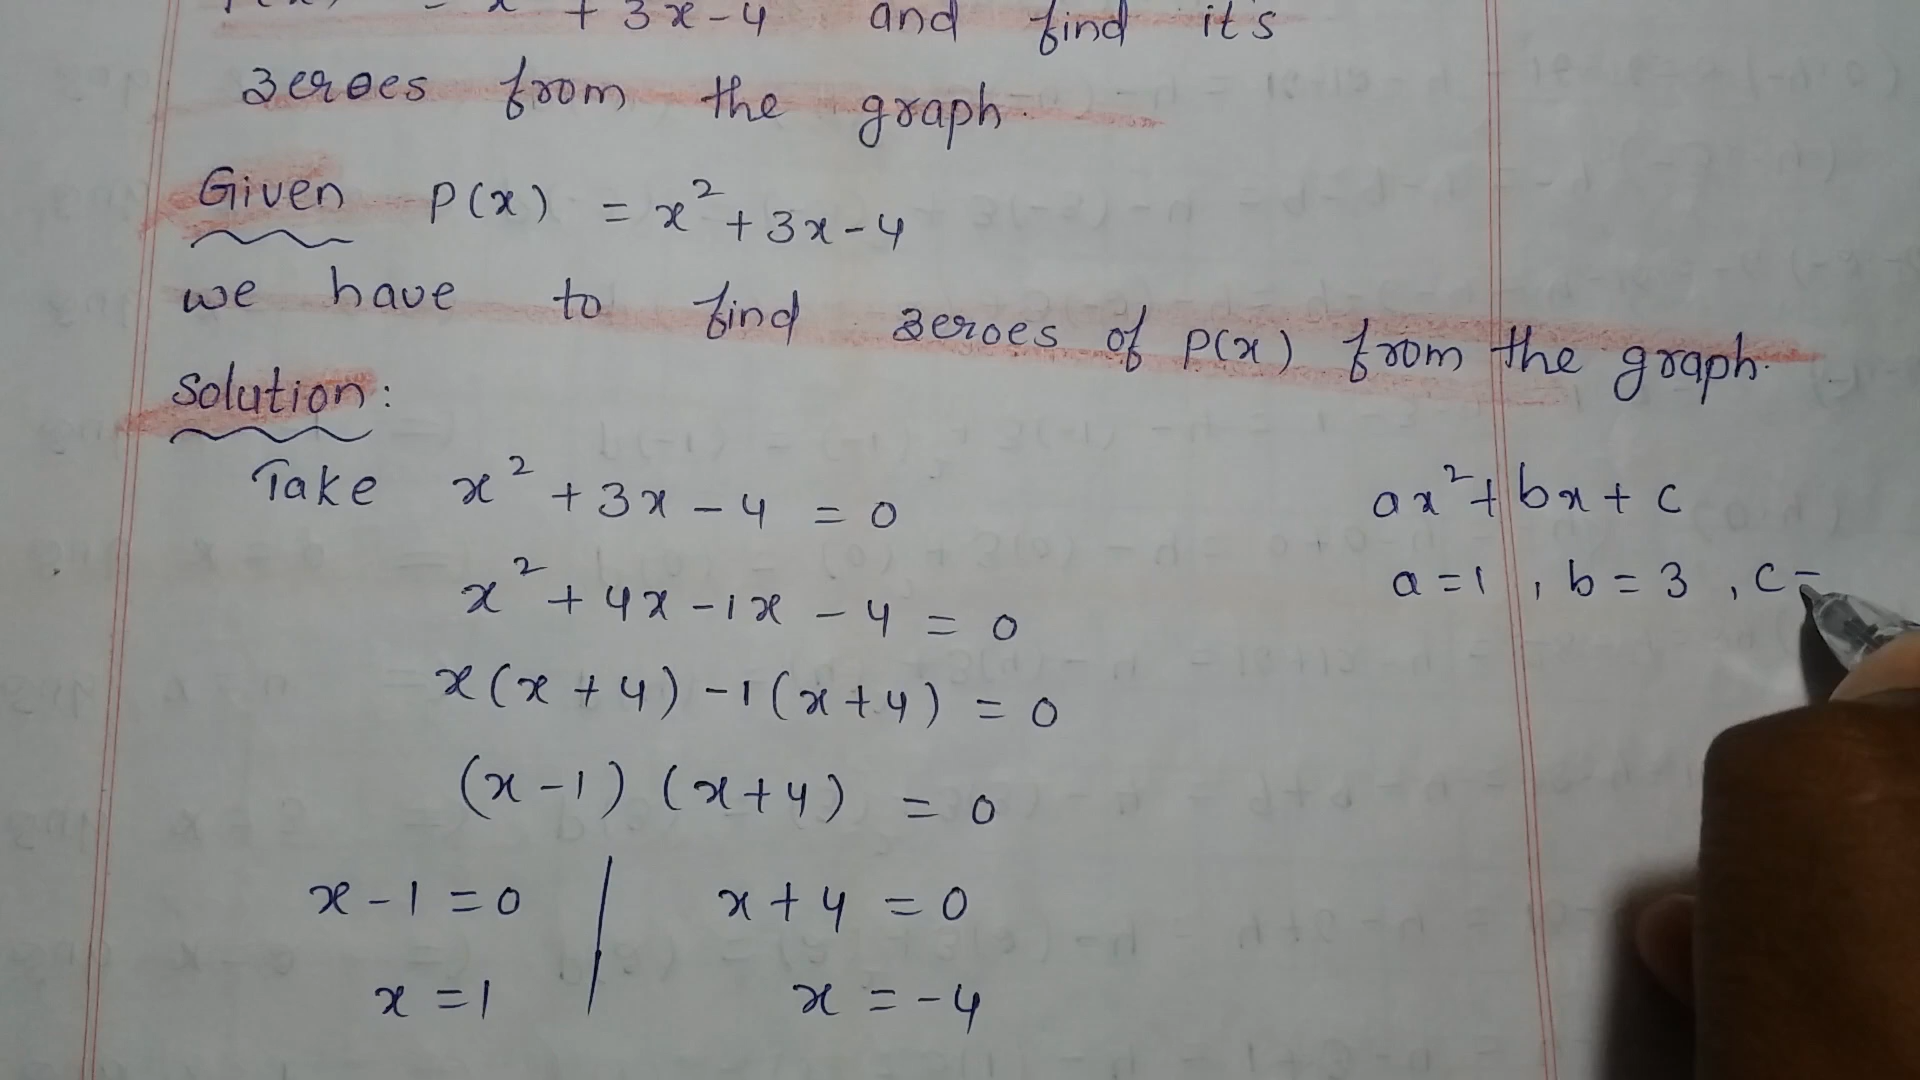 + 3x-4 and find it's
zeroes from the graph.
Given P(x) = x² + 3x - 4
we have to find zeroes of P(x) from the graph.
Solution:
Take x² + 3x - 4 = 0
ax² + bx + c
x² + 4x - 1x - 4 = 0
a = 1 , b = 3 , c =
x(x + 4) - 1(x + 4) = 0
(x - 1) (x + 4) = 0
x - 1 = 0 | x + 4 = 0
x = 1 | x = -4